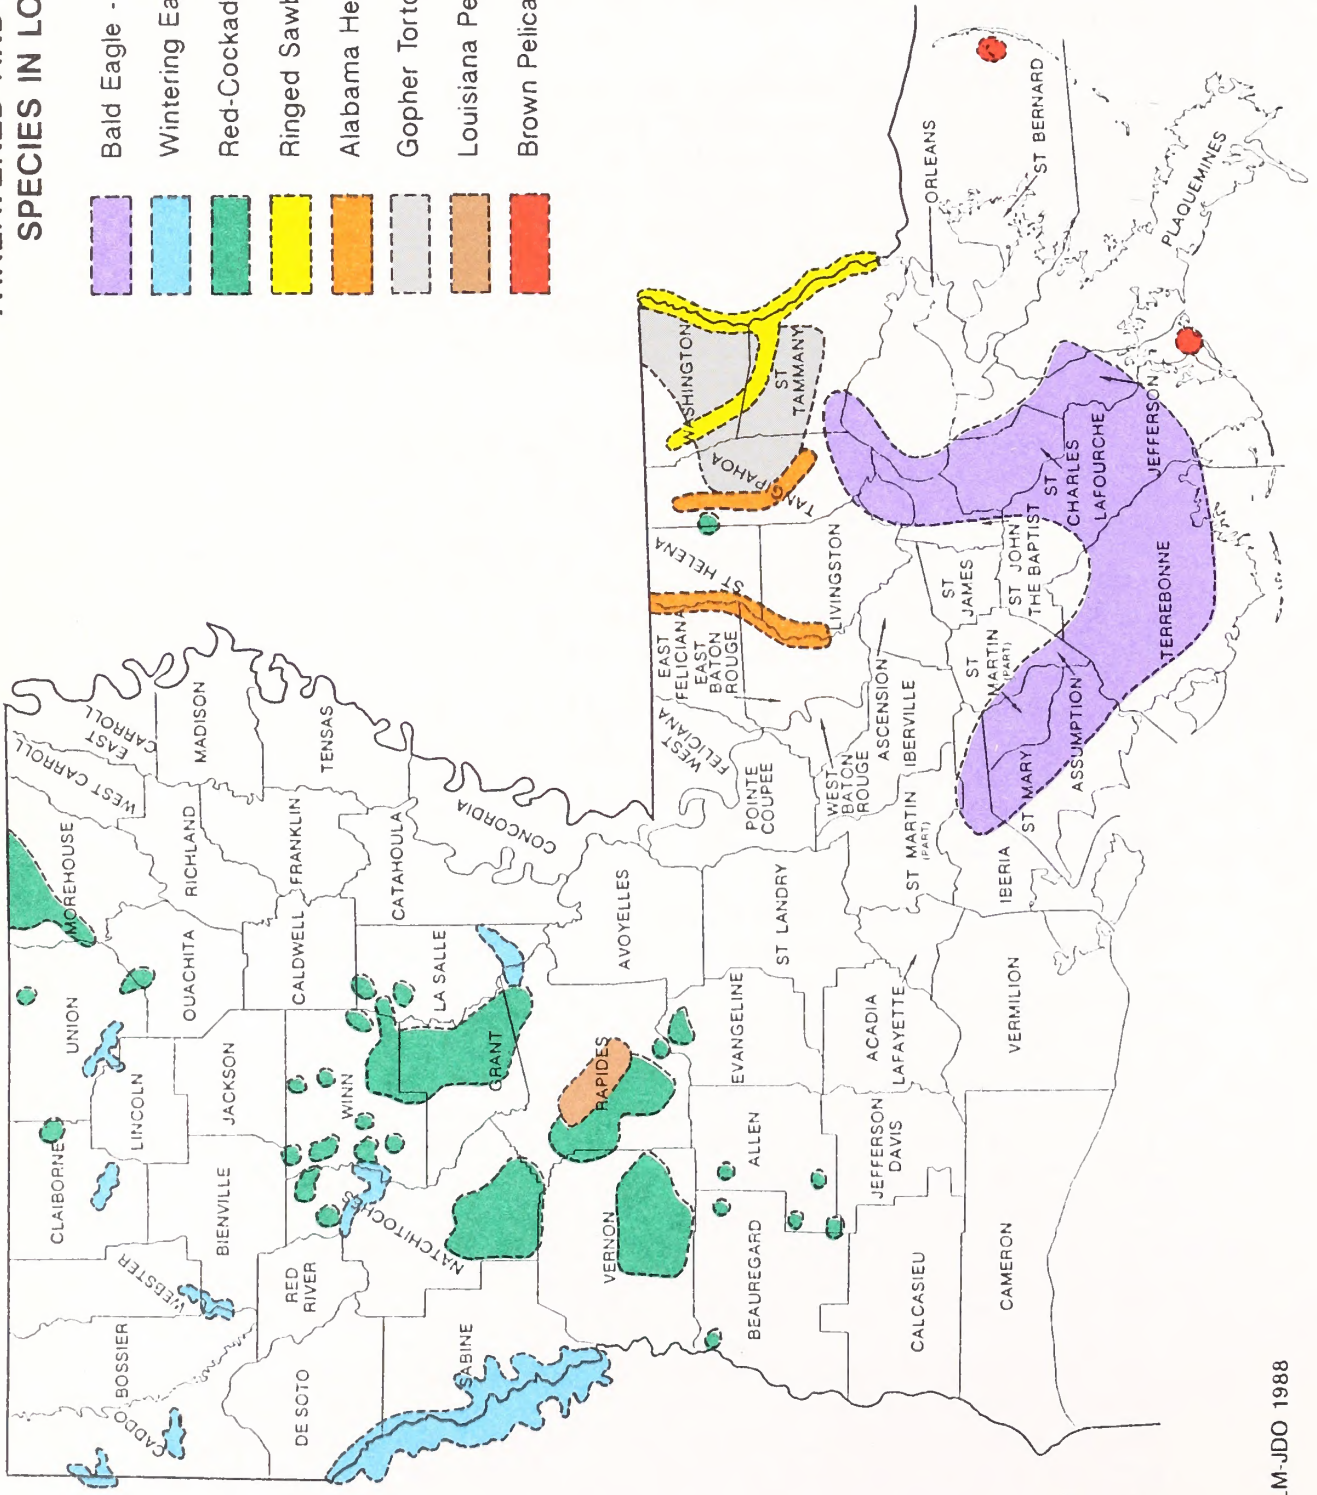 SPECIES IN LO
Bald Eagle -
Wintering Ea
Red-Cockad
Ringed Sawb
Alabama He
Gopher Torto
Louisiana Pe
Brown Pelica
CADDO
BOSSIER
WEBSTER
CLAIBORNE
UNION
MOREHOUSE
WEST CARROLL
EAST
CARROLL
LINCOLN
OUACHITA
RICHLAND
MADISON
DE SOTO
RED
RIVER
BIENVILLE
JACKSON
CALDWELL
FRANKLIN
TENSAS
SABINE
NATCHITOCHES
WINN
GRANT
LA SALLE
CATAHOULA
CONCORDIA
VERNON
RAPIDES
AVOYELLES
BEAUREGARD
ALLEN
EVANGELINE
ST LANDRY
POINTE
COUPEE
WEST
FELICIANA
EAST
FELICIANA
EAST
BATON
ROUGE
ST HELENA
TANGIPAHOA
WASHINGTON
ST
TAMMANY
LIVINGSTON
WEST
BATON
ROUGE
ASCENSION
IBERVILLE
CALCASIEU
JEFFERSON
DAVIS
ACADIA
LAFAYETTE
ST MARTIN
(PART)
ST
MARTIN
(PART)
ST
JAMES
ST JOHN
THE BAPTIST
ST
CHARLES
LAFOURCHE
JEFFERSON
ORLEANS
ST BERNARD
PLAQUEMINES
CAMERON
VERMILION
IBERIA
ST MARY
ASSUMPTION
TERREBONNE
LM-JDO 1988